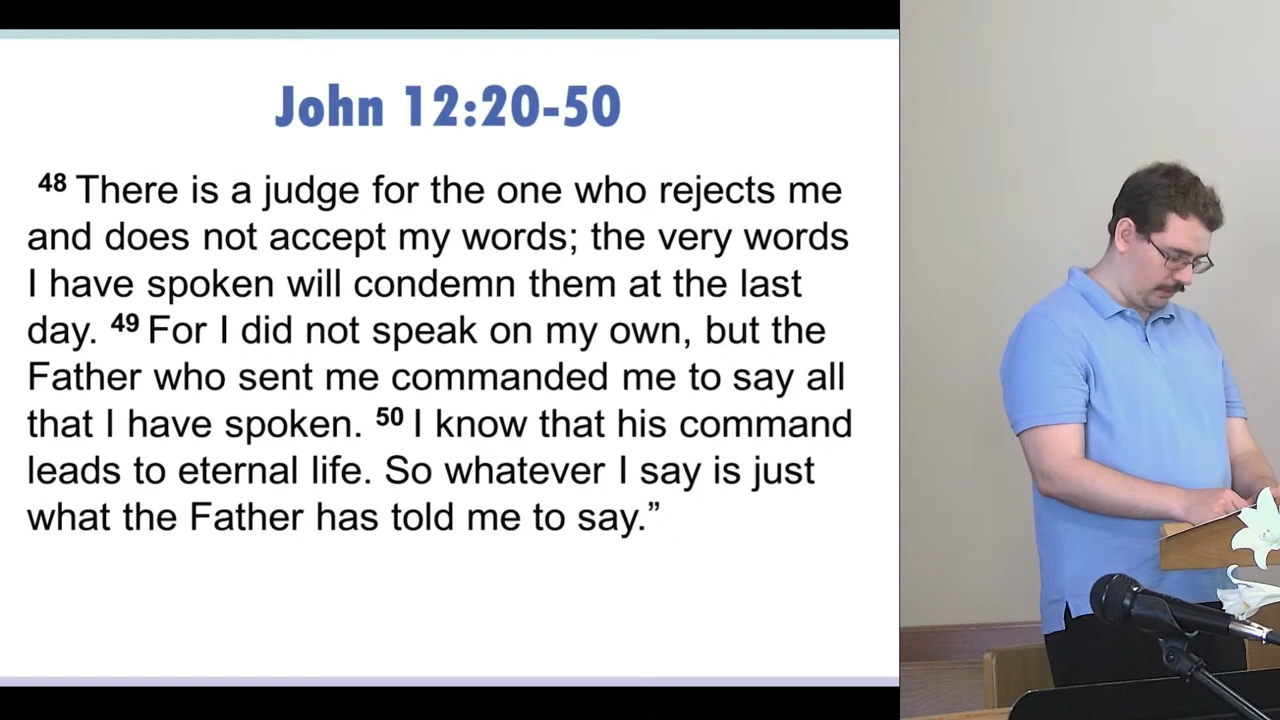 John 12:20-50
48 There is a judge for the one who rejects me
and does not accept my words; the very words
I have spoken will condemn them at the last
day. 49 For I did not speak on my own, but the
Father who sent me commanded me to say all
that I have spoken. 50 I know that his command
leads to eternal life. So whatever I say is just
what the Father has told me to say.”